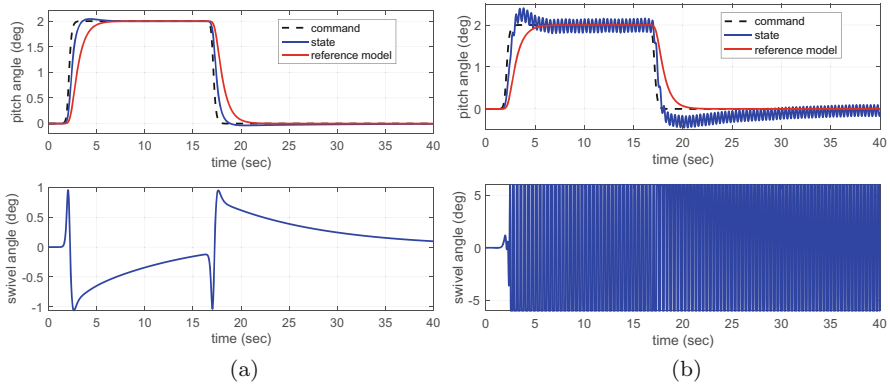 pitch angle (deg)
2
1.5
1
0.5
0
command
state
reference model
0 5 10 15 20 25 30 35 40
time (sec)
swivel angle (deg)
1
0.5
0
-0.5
-1
0 5 10 15 20 25 30 35 40
time (sec)
(a)
pitch angle (deg)
2
1
0
command
state
reference model
0 5 10 15 20 25 30 35 40
time (sec)
swivel angle (deg)
5
0
-5
0 5 10 15 20 25 30 35 40
time (sec)
(b)